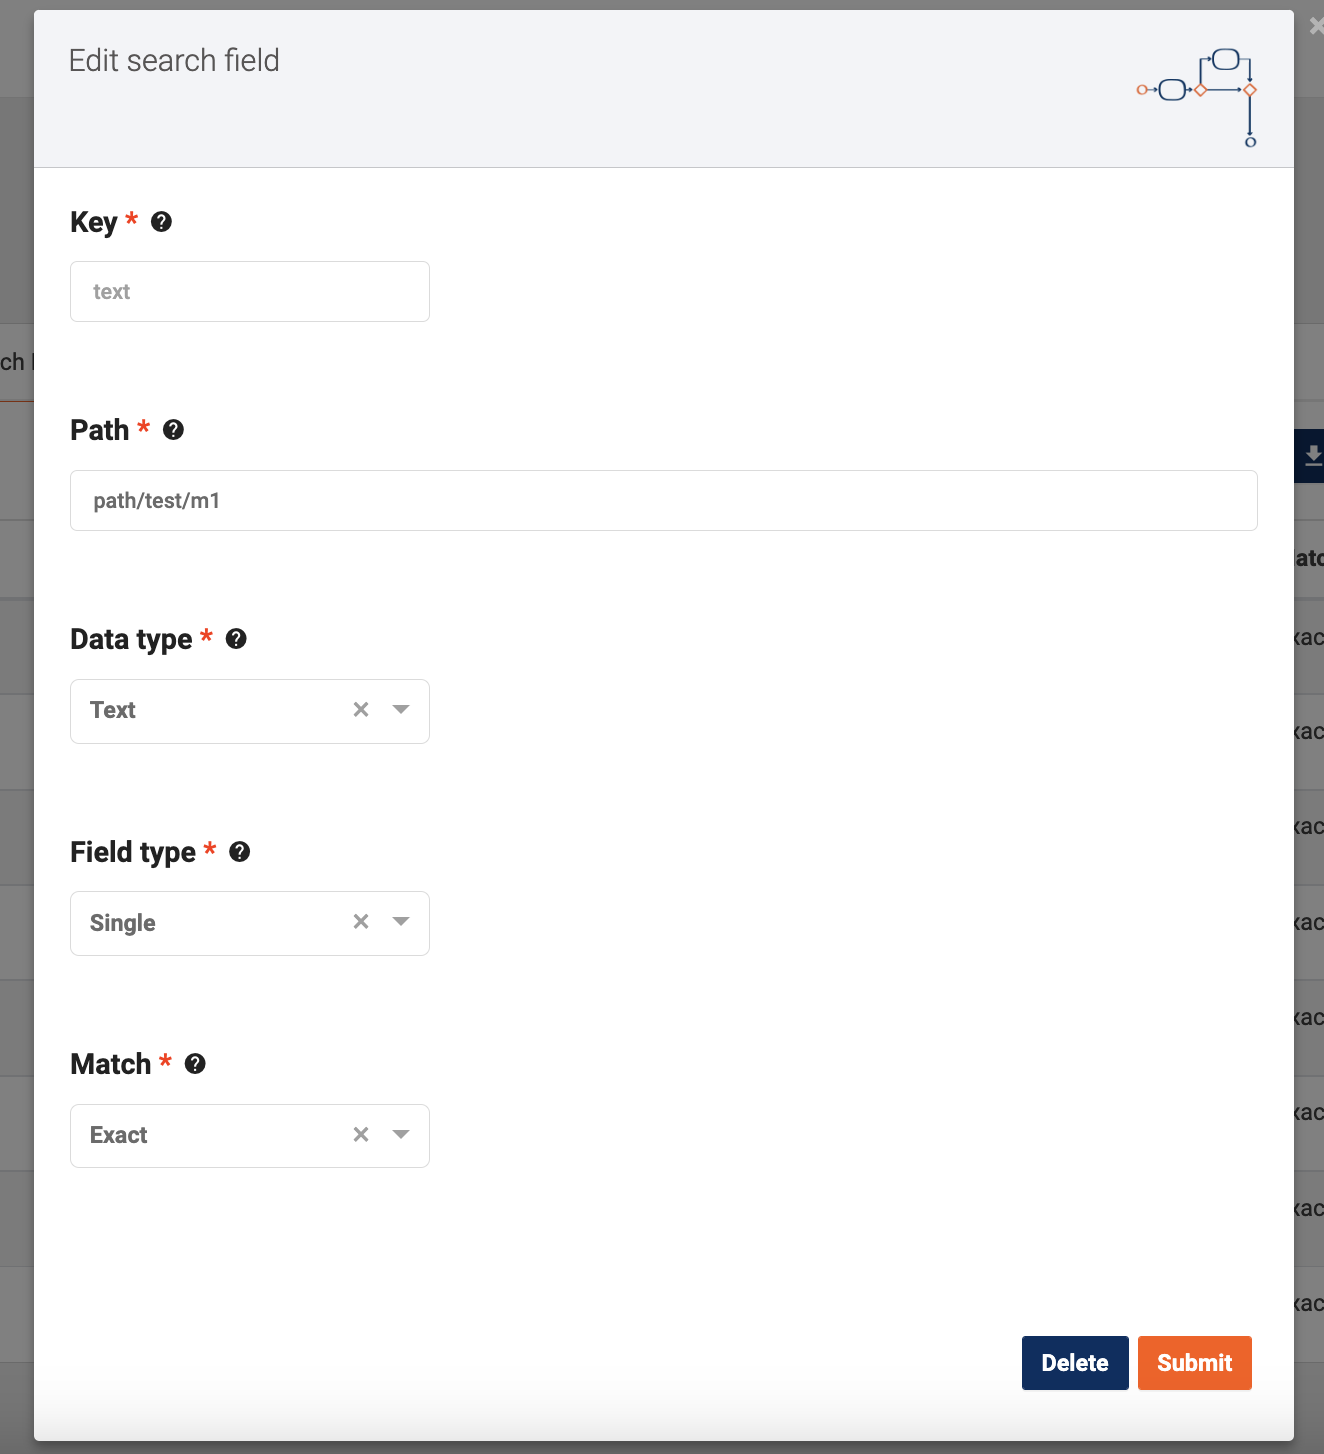 Edit search field
Key *
text
Path *
path/test/m1
Data type *
Text
Field type *
Single
Match *
Exact
Delete
Submit